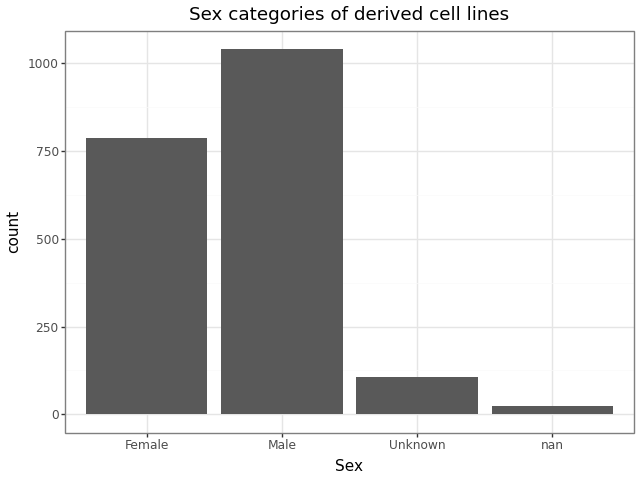 Sex categories of derived cell lines
1000
750
500
250
0
count
Female Male Unknown nan
Sex